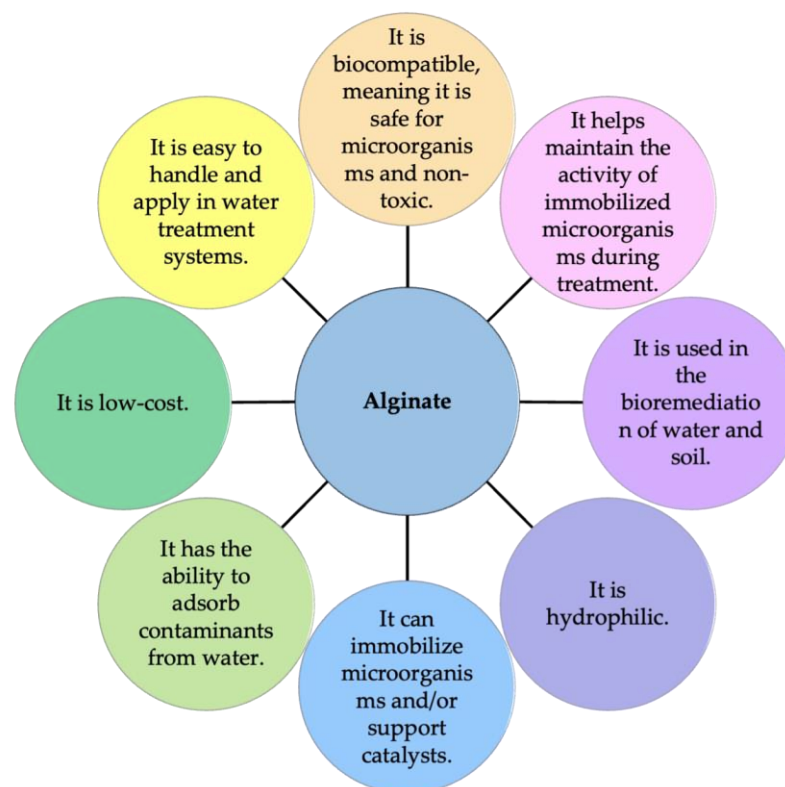 It is
biocompatible,
meaning it is
safe for
microorganis
ms and non-
toxic.
It helps
maintain the
activity of
immobilized
microorganis
ms during
treatment.
It is used in
the
bioremediatio
n of water and
soil.
It is
hydrophilic.
It can
immobilize
microorganis
ms and/or
support
catalysts.
It has the
ability to
adsorb
contaminants
from water.
It is low-cost.
It is easy to
handle and
apply in water
treatment
systems.
Alginate